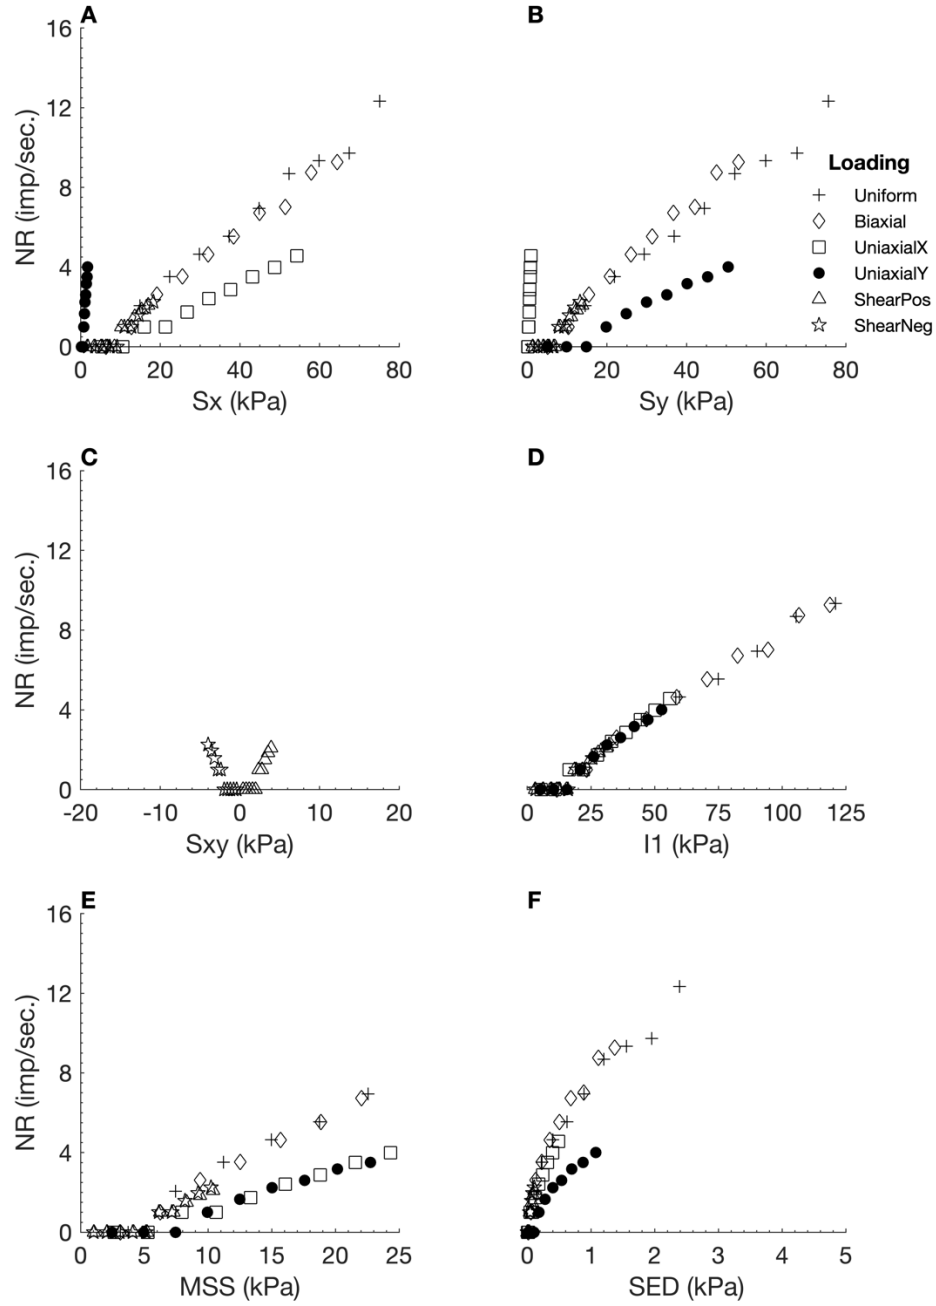 A
16
12
8
4
0
NR (imp/sec.)
0 20 40 60 80
Sx (kPa)
B
0 20 40 60 80
Sy (kPa)
Loading
Uniform
Biaxial
UniaxialX
UniaxialY
ShearPos
ShearNeg
C
16
12
8
4
0
NR (imp/sec.)
-20 -10 0 10 20
Sxy (kPa)
D
0 25 50 75 100 125
I1 (kPa)
E
16
12
8
4
0
NR (imp/sec.)
0 5 10 15 20 25
MSS (kPa)
F
0 1 2 3 4 5
SED (kPa)